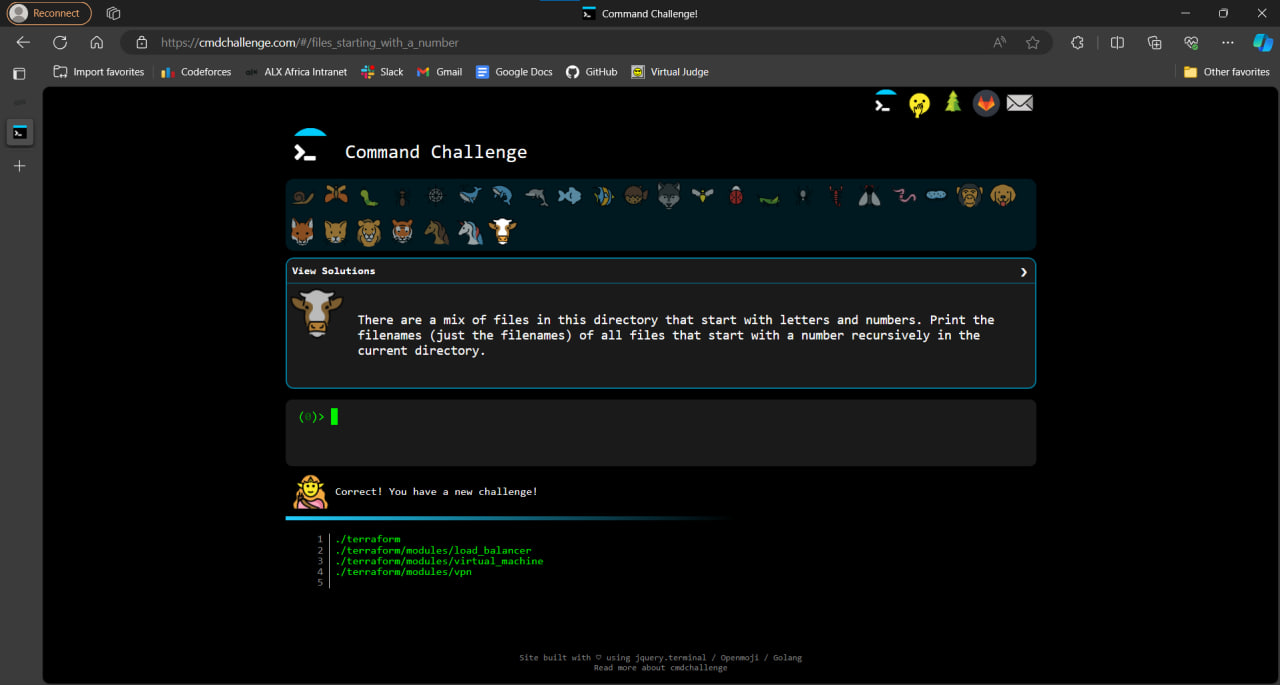 Reconnect
Command Challenge!
https://cmdchallenge.com/#/files_starting_with_a_number
Import favorites Codeforces ALX Africa Intranet Slack Gmail Google Docs GitHub Virtual Judge Other favorites
Command Challenge
View Solutions
There are a mix of files in this directory that start with letters and numbers. Print the
filenames (just the filenames) of all files that start with a number recursively in the
current directory.
(0)>
Correct! You have a new challenge!
1 ./terraform
2 ./terraform/modules/load_balancer
3 ./terraform/modules/virtual_machine
4 ./terraform/modules/vpn
5
Site built with ♡ using jquery.terminal / Openmoji / Golang
Read more about cmdchallenge